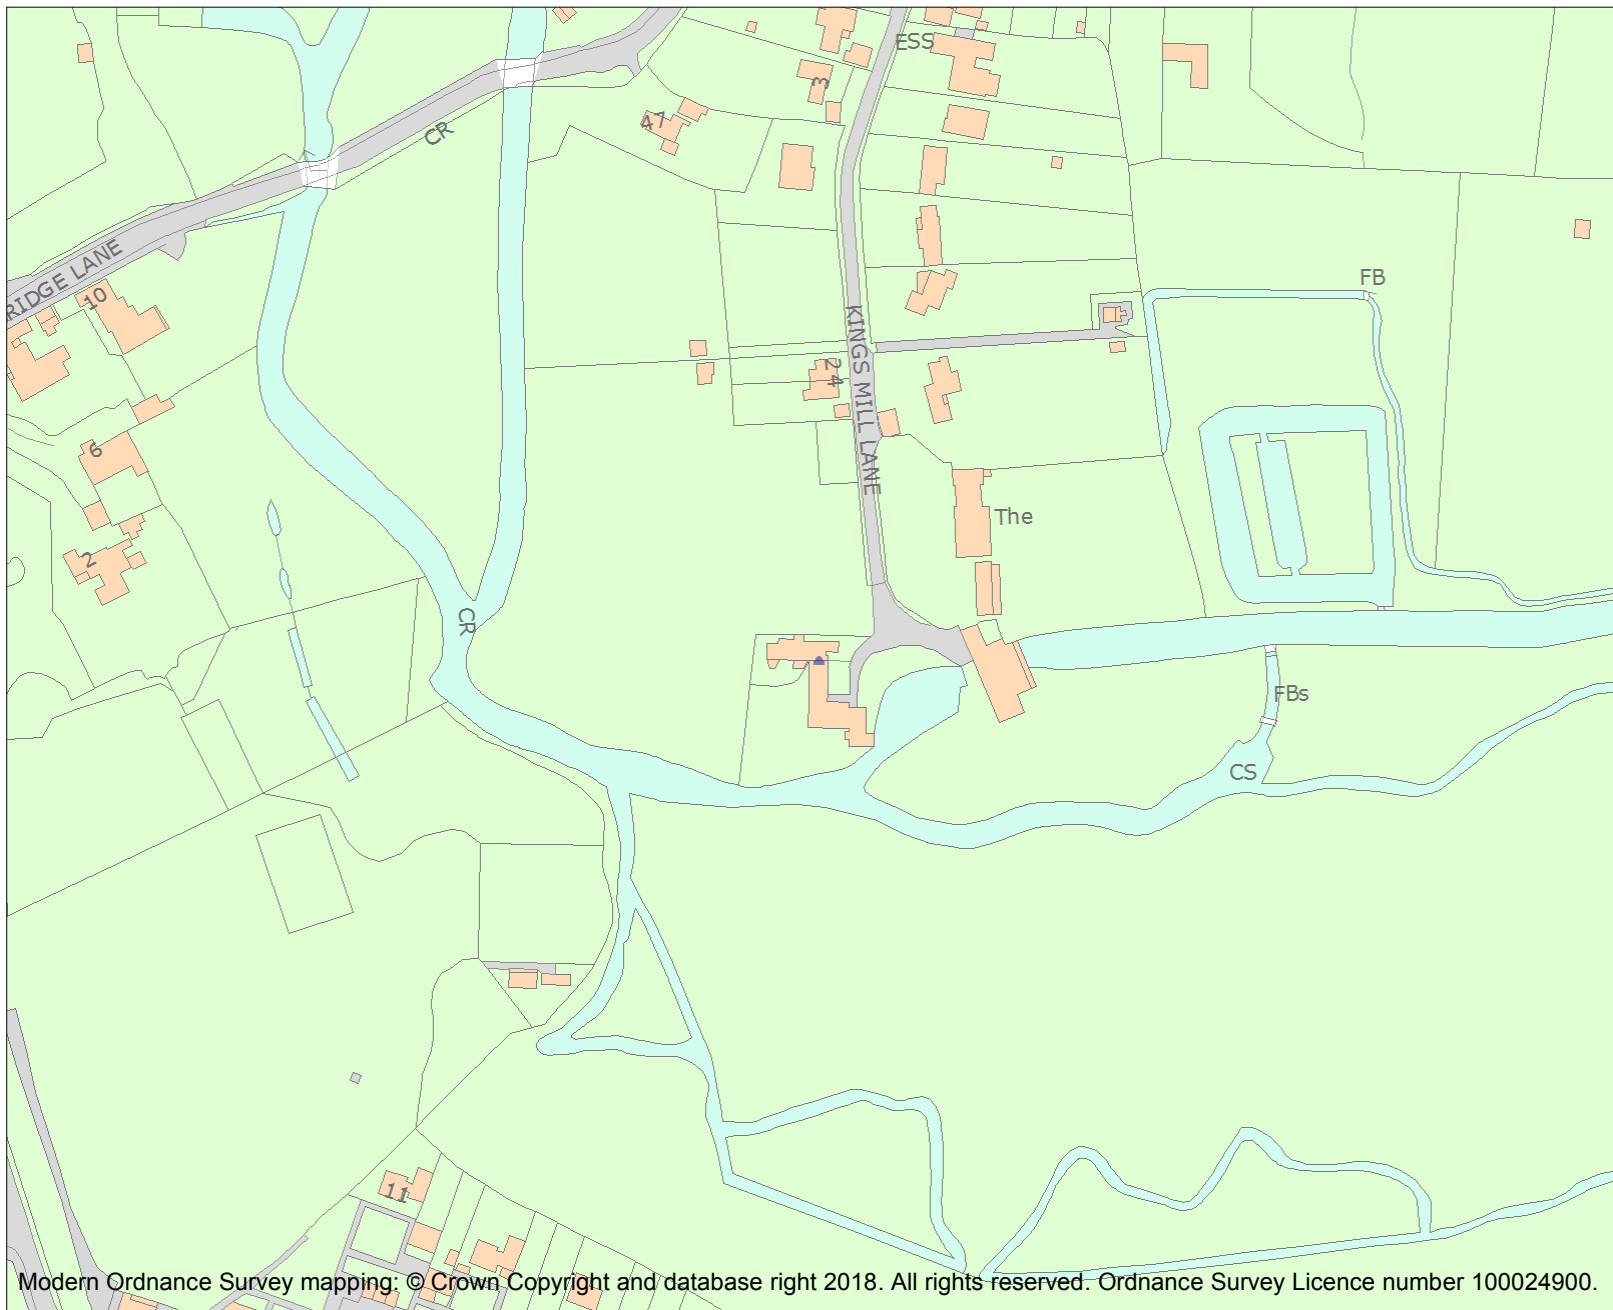 ESS
3
47
CR
RIDGE LANE
10
FB
KINGS MILL LANE
24
6
The
2
CR
FBs
CS
11
Modern Ordnance Survey mapping: © Crown Copyright and database right 2018. All rights reserved. Ordnance Survey Licence number 100024900.